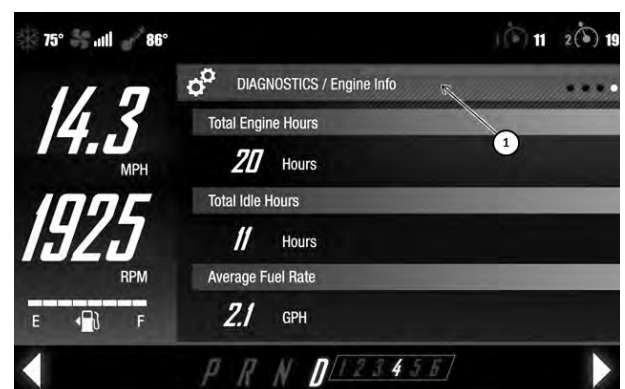 75° 86° 1 11 2 19
14.3
MPH
1925
RPM
E F
DIAGNOSTICS / Engine Info
1
Total Engine Hours
20 Hours
Total Idle Hours
11 Hours
Average Fuel Rate
2.1 GPH
P R N D 1 2 3 4 5 6